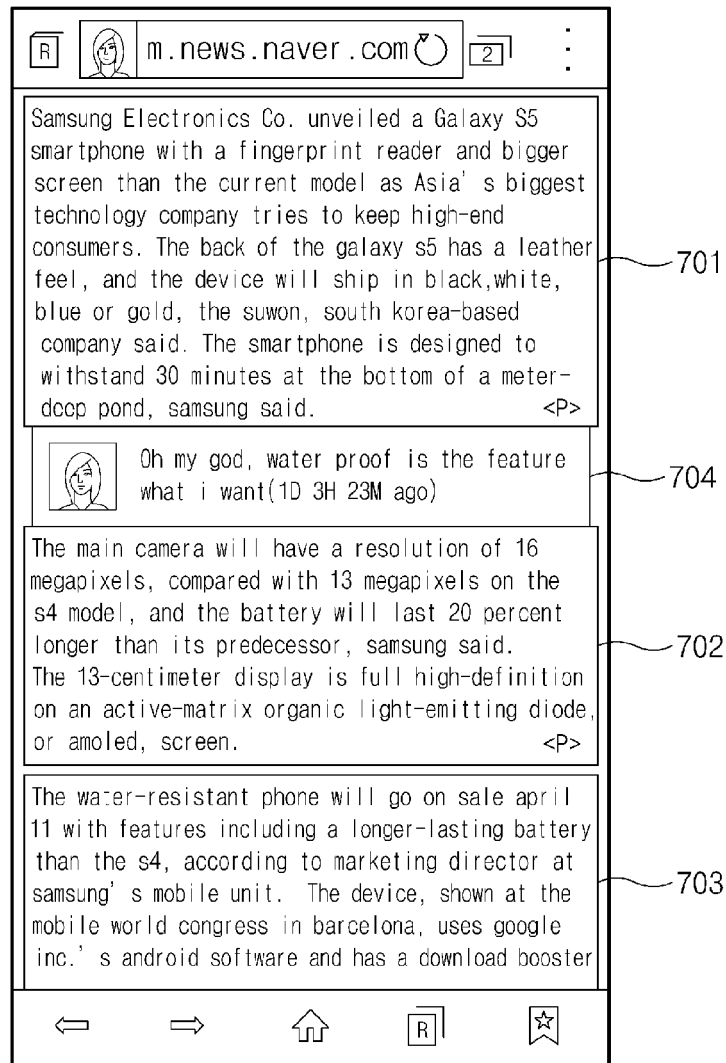 R m.news.naver.com 2
Samsung Electronics Co. unveiled a Galaxy S5
smartphone with a fingerprint reader and bigger
screen than the current model as Asia's biggest
technology company tries to keep high-end
consumers. The back of the galaxy s5 has a leather
feel, and the device will ship in black,white,
blue or gold, the suwon, south korea-based
company said. The smartphone is designed to
withstand 30 minutes at the bottom of a meter-
deep pond, samsung said. <P>
701
Oh my god, water proof is the feature
what i want(1D 3H 23M ago)
704
The main camera will have a resolution of 16
megapixels, compared with 13 megapixels on the
s4 model, and the battery will last 20 percent
longer than its predecessor, samsung said.
The 13-centimeter display is full high-definition
on an active-matrix organic light-emitting diode,
or amoled, screen. <P>
702
The water-resistant phone will go on sale april
11 with features including a longer-lasting battery
than the s4, according to marketing director at
samsung's mobile unit. The device, shown at the
mobile world congress in barcelona, uses google
inc.'s android software and has a download booster
703
R